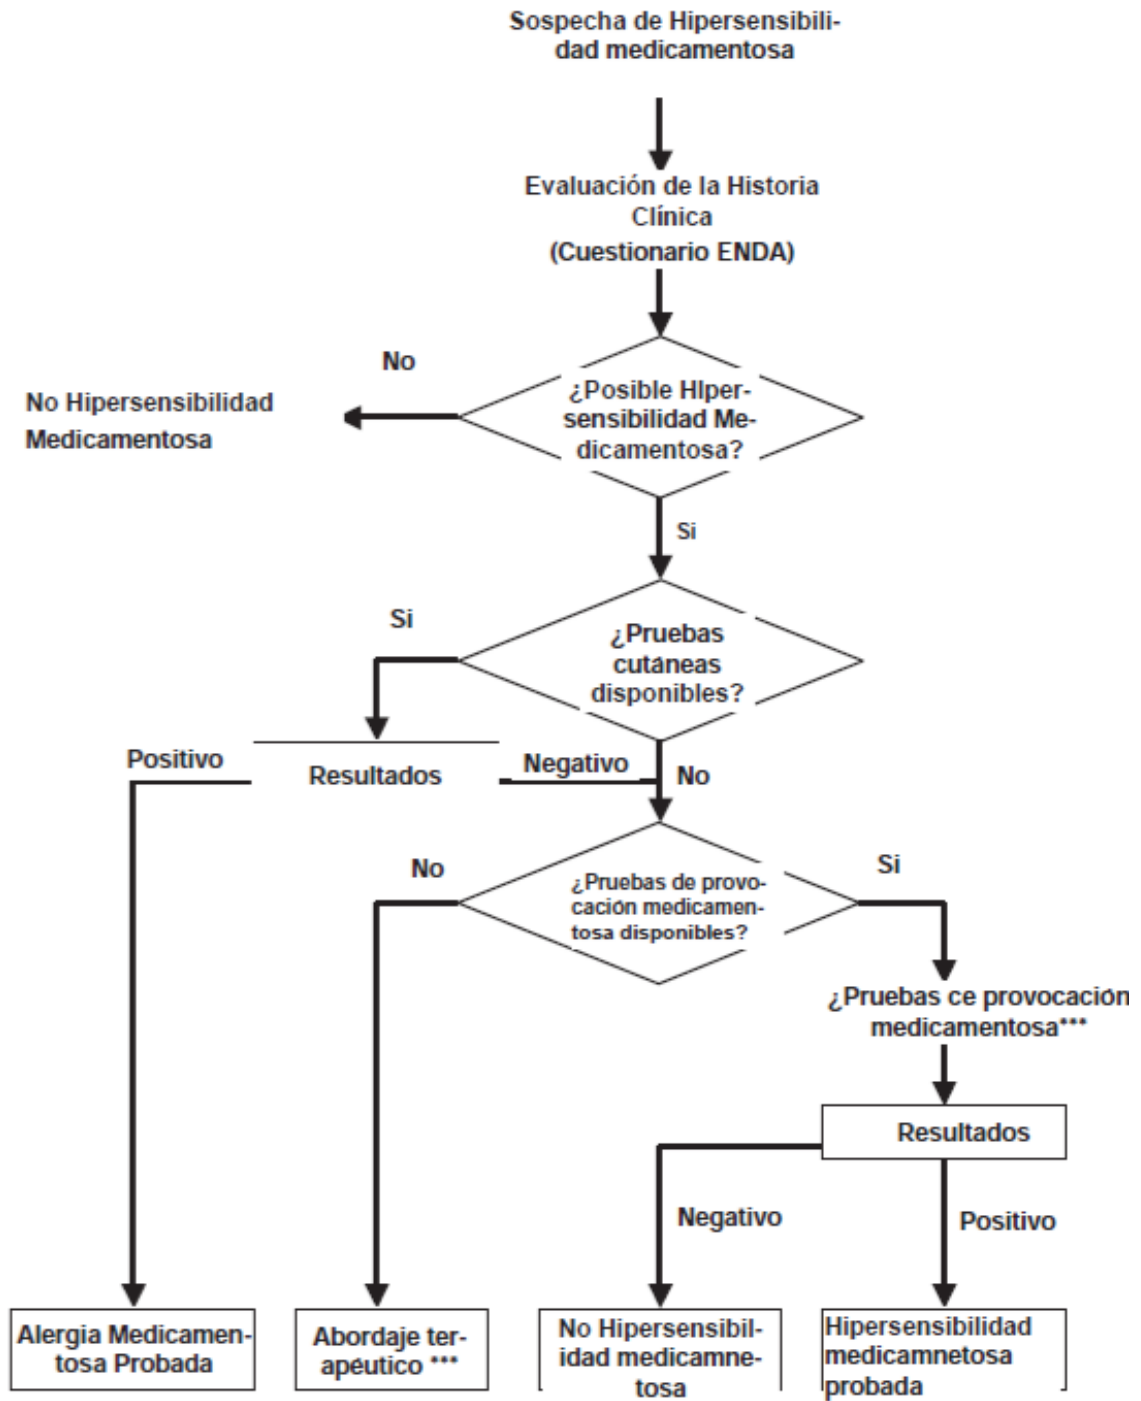 Sospecha de Hipersensibili-
dad medicamentosa
Evaluación de la Historia
Clínica
(Cuestionario ENDA)
No
¿Posible HIper-
sensibilidad Me-
dicamentosa?
No Hipersensibilidad
Medicamentosa
Si
Si
¿Pruebas
cutáneas
disponibles?
Positivo
Resultados
Negativo
No
No
¿Pruebas de provo-
cación medicamen-
tosa disponibles?
Si
¿Pruebas ce provocación
medicamentosa***
Resultados
Negativo
Positivo
Alergia Medicamen-
tosa Probada
Abordaje ter-
apéutico ***
No Hipersensibil-
idad medicamne-
tosa
Hipersensibilidad
medicamnetosa
probada